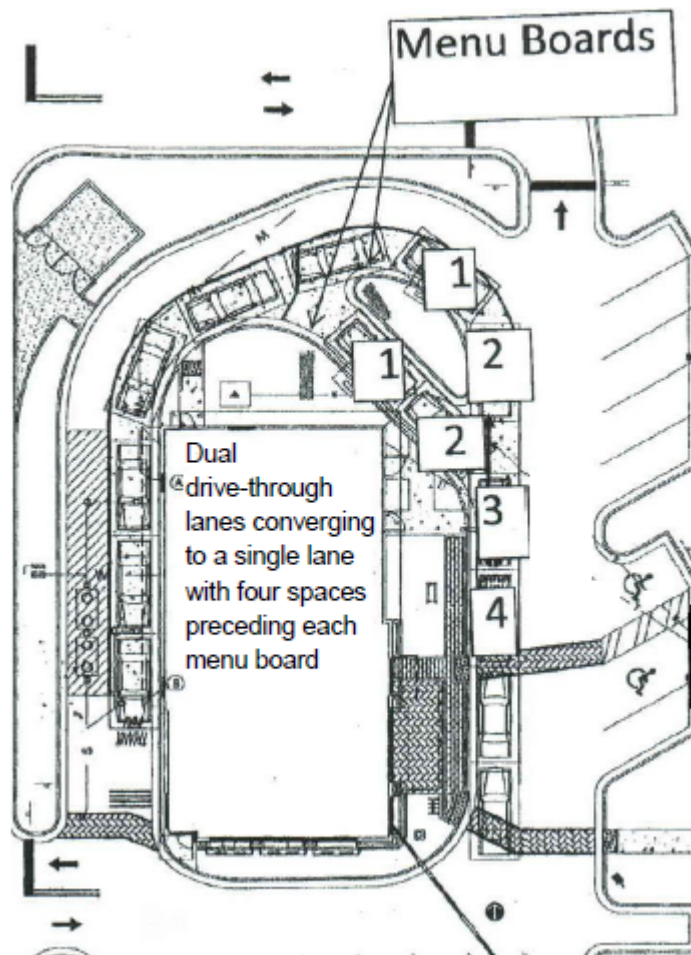 Menu Boards
1
1
2
2
3
4
Dual
drive-through
lanes converging
to a single lane
with four spaces
preceding each
menu board
A
B